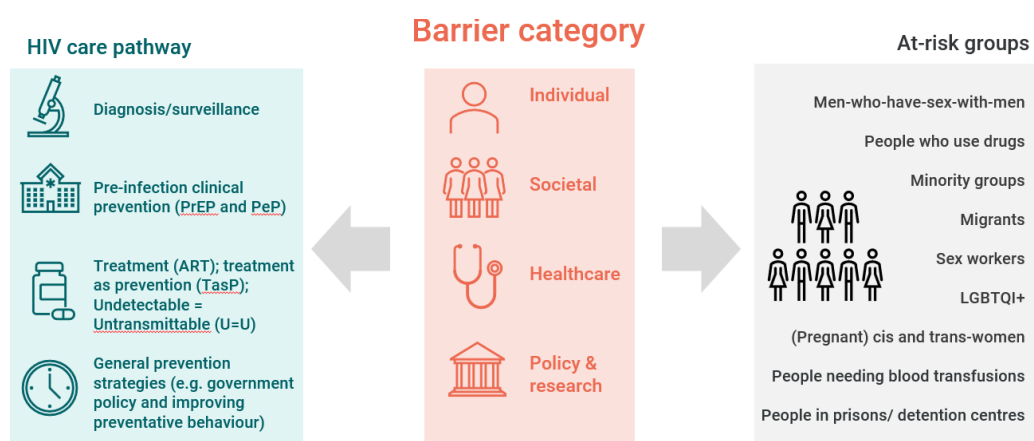 HIV care pathway
Diagnosis/surveillance
Pre-infection clinical
prevention (PrEP and PeP)
Treatment (ART); treatment
as prevention (TasP);
Undetectable =
Untransmittable (U=U)
General prevention
strategies (e.g. government
policy and improving
preventative behaviour)
Barrier category
Individual
Societal
Healthcare
Policy &
research
At-risk groups
Men-who-have-sex-with-men
People who use drugs
Minority groups
Migrants
Sex workers
LGBTQI+
(Pregnant) cis and trans-women
People needing blood transfusions
People in prisons/ detention centres